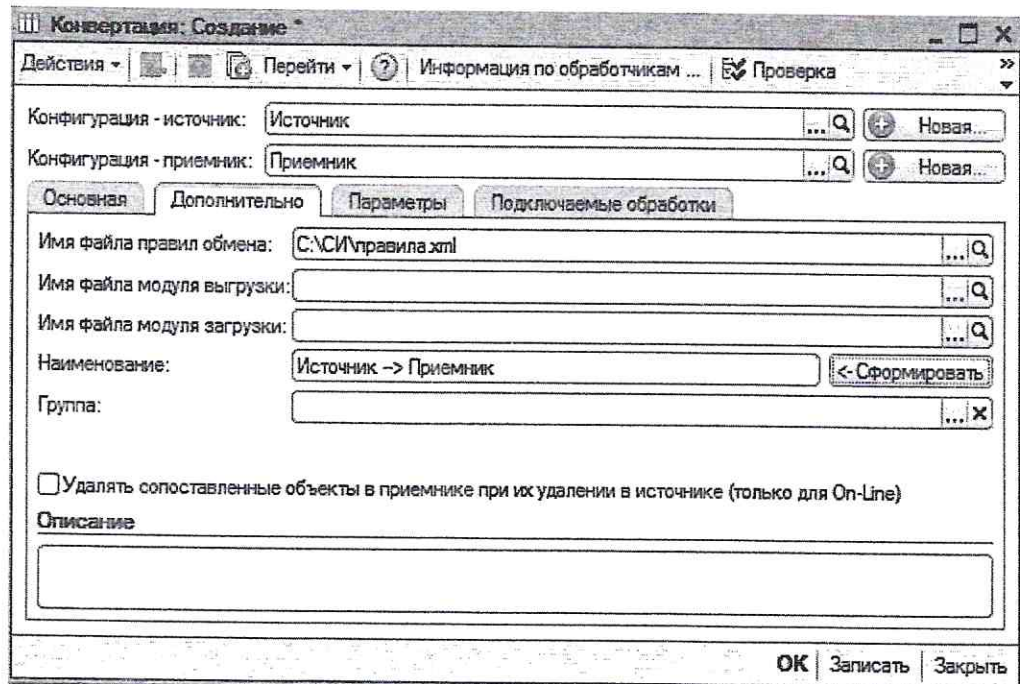 Конвертация: Создание *
Действия Перейти ? Информация по обработчикам ... Проверка »
Конфигурация - источник: Источник ... Новая...
Конфигурация - приемник: Приемник ... Новая...
Основная Дополнительно Параметры Подключаемые обработки
Имя файла правил обмена: C:\СИ\правила.xml ...
Имя файла модуля выгрузки: ...
Имя файла модуля загрузки: ...
Наименование: Источник --> Приемник <- Сформировать
Группа: ...
Удалять сопоставленные объекты в приемнике при их удалении в источнике (только для On-Line)
Описание
OK Записать Закрыть